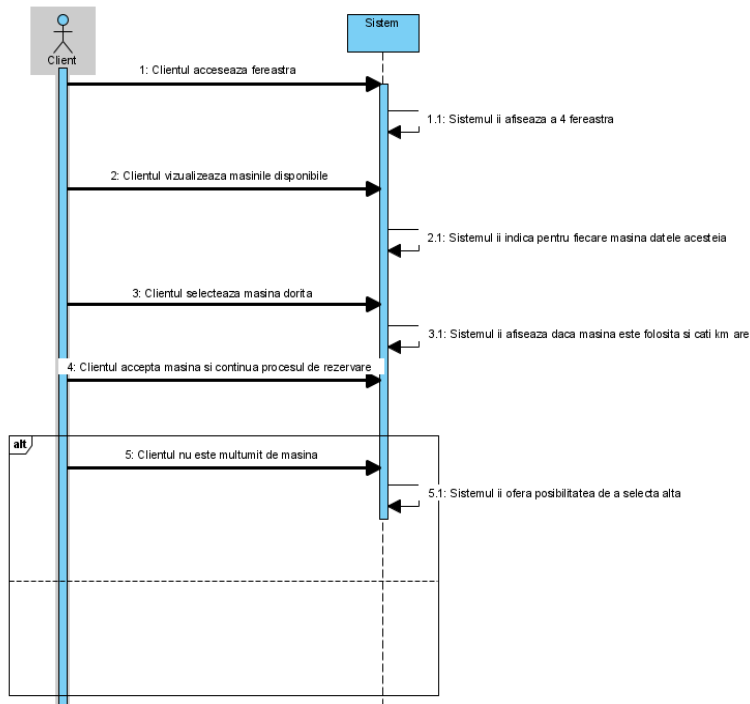 Client
Sistem
1: Clientul acceseaza fereastra
1.1: Sistemul ii afiseaza a 4 fereastra
2: Clientul vizualizeaza masinile disponibile
2.1: Sistemul ii indica pentru fiecare masina datele acesteia
3: Clientul selecteaza masina dorita
3.1: Sistemul ii afiseaza daca masina este folosita si cati km are
4: Clientul accepta masina si continua procesul de rezervare
alt
5: Clientul nu este multumit de masina
5.1: Sistemul ii ofera posibilitatea de a selecta alta